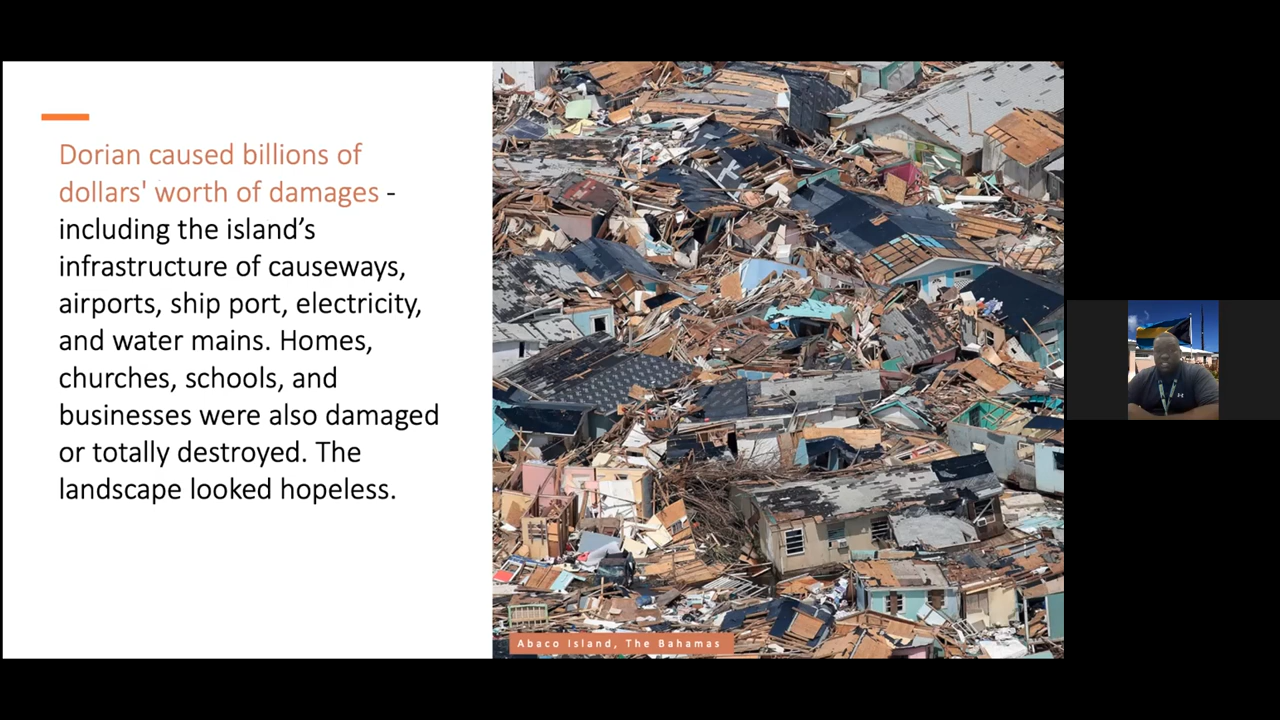 Dorian caused billions of
dollars' worth of damages -
including the island’s
infrastructure of causeways,
airports, ship port, electricity,
and water mains. Homes,
churches, schools, and
businesses were also damaged
or totally destroyed. The
landscape looked hopeless.
Abaco Island, The Bahamas